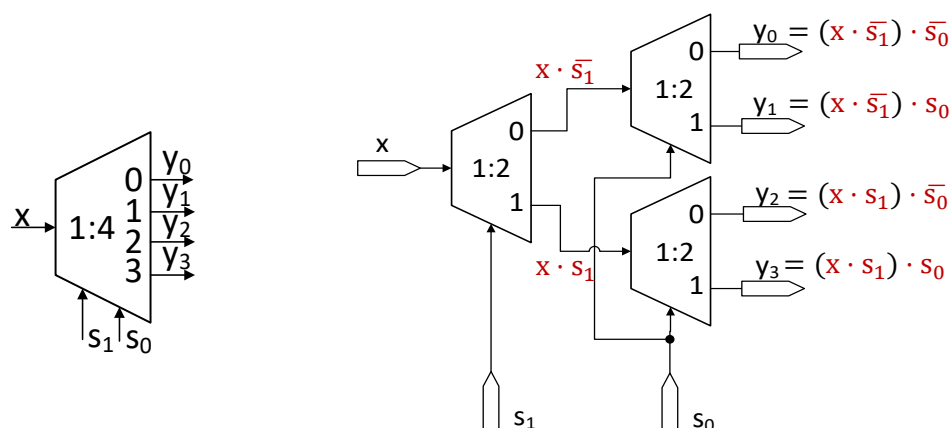 x
1:4
0
1
2
3
y₀
y₁
y₂
y₃
s₁
s₀
x
1:2
0
1
x · s̅₁
x · s₁
1:2
0
1
1:2
0
1
y₀ = (x · s̅₁) · s̅₀
y₁ = (x · s̅₁) · s₀
y₂ = (x · s₁) · s̅₀
y₃ = (x · s₁) · s₀
s₁
s₀